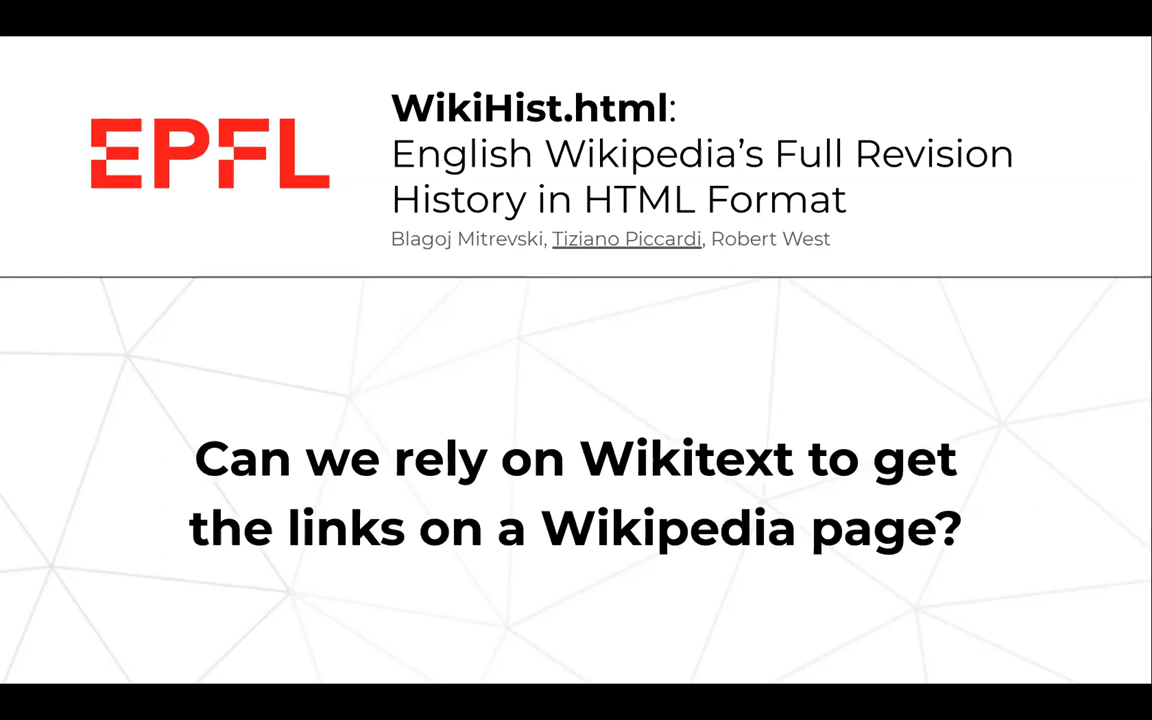 EPFL
WikiHist.html:
English Wikipedia’s Full Revision
History in HTML Format
Blagoj Mitrevski, Tiziano Piccardi, Robert West
Can we rely on Wikitext to get
the links on a Wikipedia page?